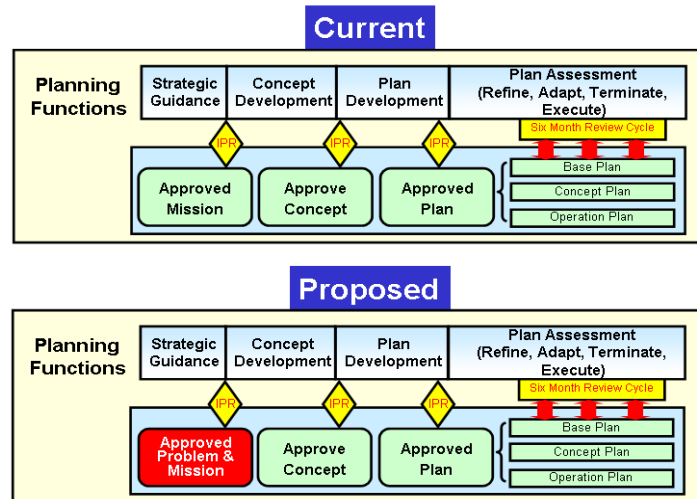 Current
Planning
Functions
Strategic
Guidance
Concept
Development
Plan
Development
Plan Assessment
(Refine, Adapt, Terminate,
Execute)
Six Month Review Cycle
IPR
IPR
IPR
Approved
Mission
Approve
Concept
Approved
Plan
Base Plan
Concept Plan
Operation Plan
Proposed
Planning
Functions
Strategic
Guidance
Concept
Development
Plan
Development
Plan Assessment
(Refine, Adapt, Terminate,
Execute)
Six Month Review Cycle
IPR
IPR
IPR
Approved
Problem &
Mission
Approve
Concept
Approved
Plan
Base Plan
Concept Plan
Operation Plan